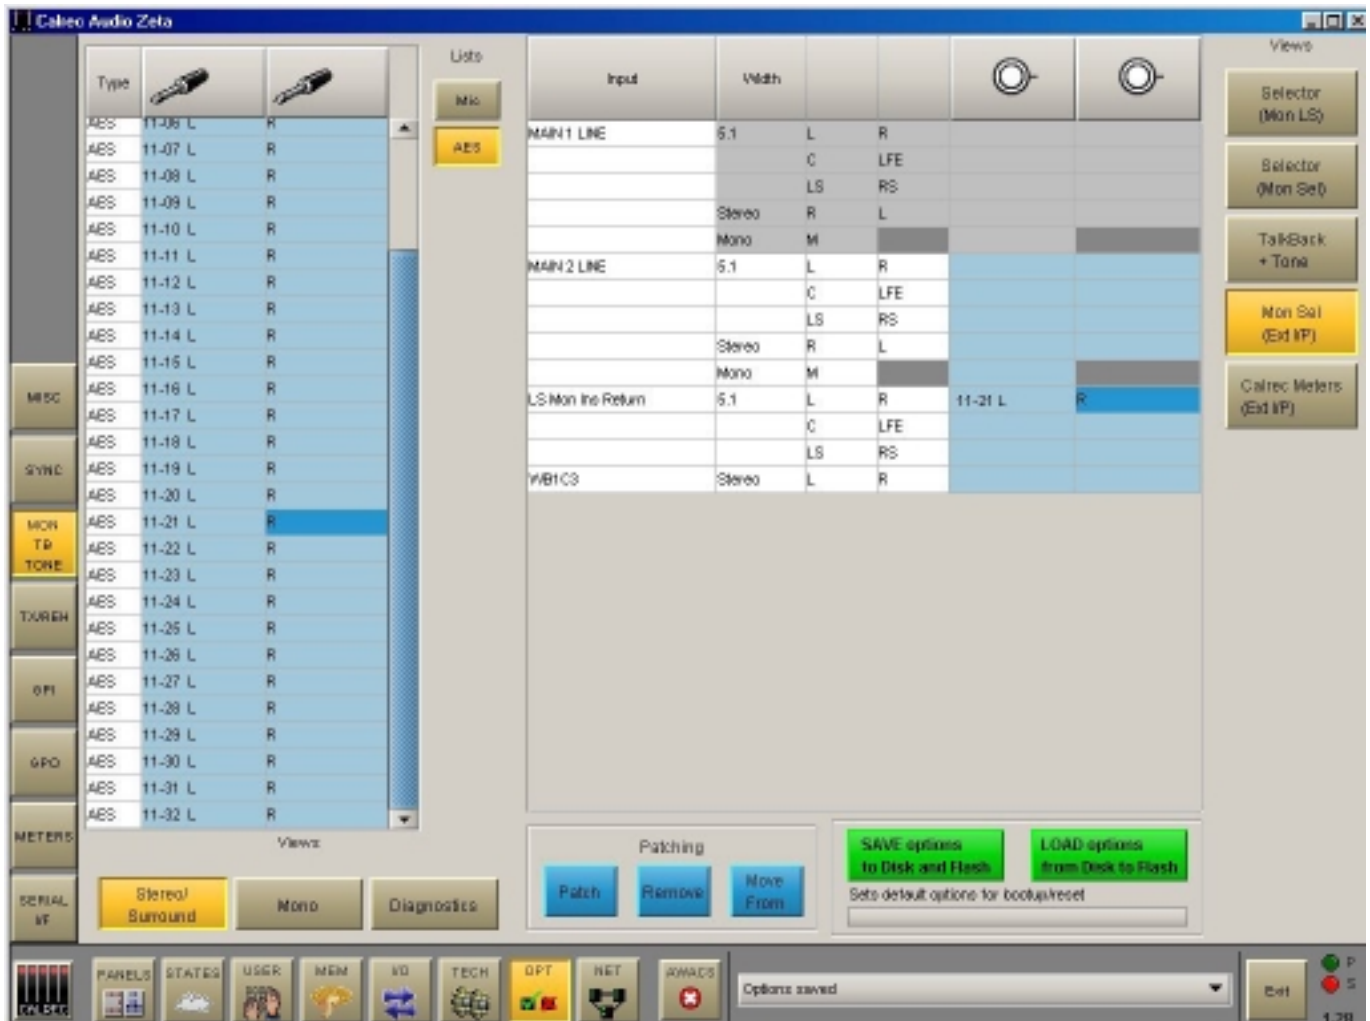 Calrec Audio Zeta
Type
AES 11-06 L R
AES 11-07 L R
AES 11-08 L R
AES 11-09 L R
AES 11-10 L R
AES 11-11 L R
AES 11-12 L R
AES 11-13 L R
AES 11-14 L R
AES 11-15 L R
AES 11-16 L R
AES 11-17 L R
AES 11-18 L R
AES 11-19 L R
AES 11-20 L R
AES 11-21 L R
AES 11-22 L R
AES 11-23 L R
AES 11-24 L R
AES 11-25 L R
AES 11-26 L R
AES 11-27 L R
AES 11-28 L R
AES 11-29 L R
AES 11-30 L R
AES 11-31 L R
AES 11-32 L R
Lists
Mic
AES
Input Width
MAIN 1 LINE 5.1 L R
C LFE
LS RS
Stereo R L
Mono M
MAIN 2 LINE 5.1 L R
C LFE
LS RS
Stereo R L
Mono M
LS Mon Ins Return 5.1 L R 11-21 L R
C LFE
LS RS
WB1C3 Stereo L R
Views
Selector
(Mon LS)
Selector
(Mon Sel)
TalkBack
+ Tone
Mon Sel
(Ext I/P)
Calrec Meters
(Ext I/P)
MISC
SYNC
MON
TB
TONE
TX/REH
GPI
GPO
METERS
SERIAL
I/F
Views
Stereo/
Surround
Mono
Diagnostics
Patching
Patch
Remove
Move
From
SAVE options
to Disk and Flash
LOAD options
from Disk to Flash
Sets default options for bootup/reset
CALREC
PANELS
STATES
USER
MEM
I/O
TECH
OPT
NET
AWACS
Options saved
Exit
P
S